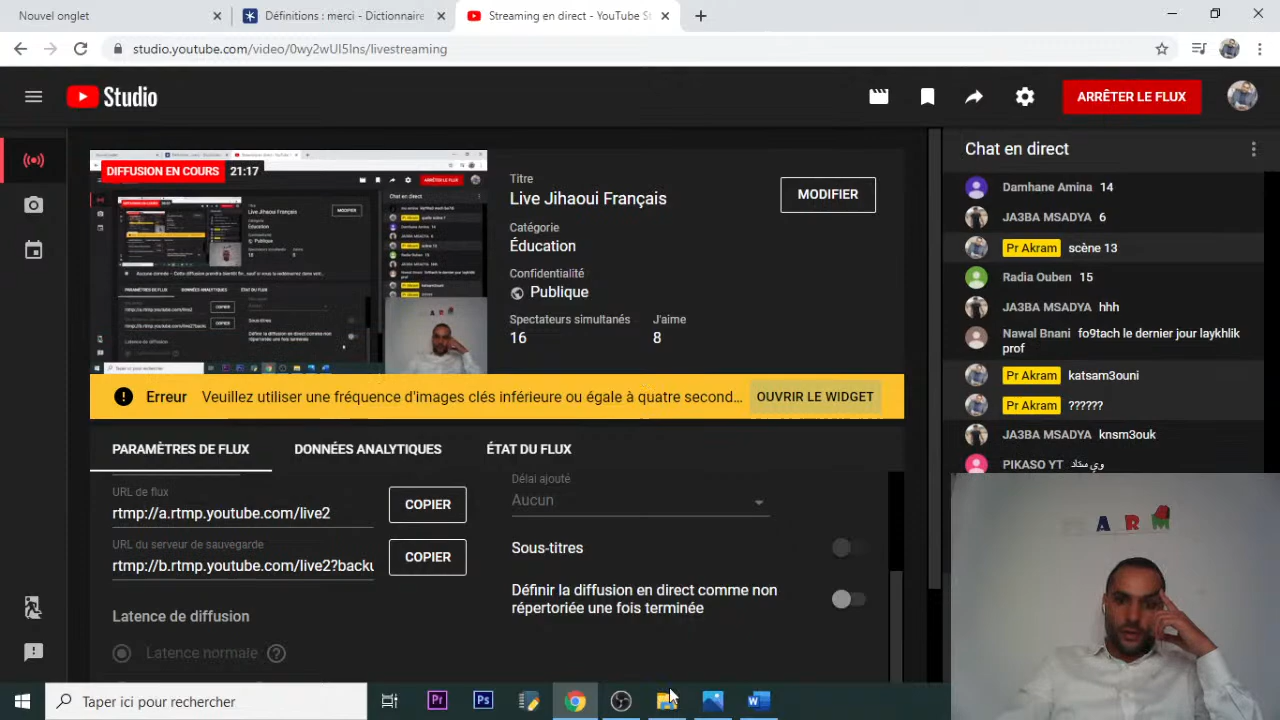 Nouvel onglet
Définitions : merci - Dictionnaire
Streaming en direct - YouTube St
studio.youtube.com/video/0wy2wUI5Ins/livestreaming
Studio
ARRÊTER LE FLUX
DIFFUSION EN COURS 21:17
Titre
Live Jihaoui Français
MODIFIER
Catégorie
Éducation
Confidentialité
Publique
Spectateurs simultanés
J'aime
16
8
Erreur
Veuillez utiliser une fréquence d'images clés inférieure ou égale à quatre second...
OUVRIR LE WIDGET
PARAMÈTRES DE FLUX
DONNÉES ANALYTIQUES
ÉTAT DU FLUX
URL de flux
rtmp://a.rtmp.youtube.com/live2
COPIER
URL du serveur de sauvegarde
rtmp://b.rtmp.youtube.com/live2?backu
COPIER
Latence de diffusion
Latence normale
Délai ajouté
Aucun
Sous-titres
Définir la diffusion en direct comme non
répertoriée une fois terminée
Chat en direct
Damhane Amina 14
JA3BA MSADYA 6
Pr Akram scène 13
Radia Ouben 15
JA3BA MSADYA hhh
Nawal Bnani fo9tach le dernier jour laykhlik
prof
Pr Akram katsam3ouni
Pr Akram ??????
JA3BA MSADYA knsm3ouk
PIKASO YT وي ستاد
A R M
Taper ici pour rechercher
Pr
Ps